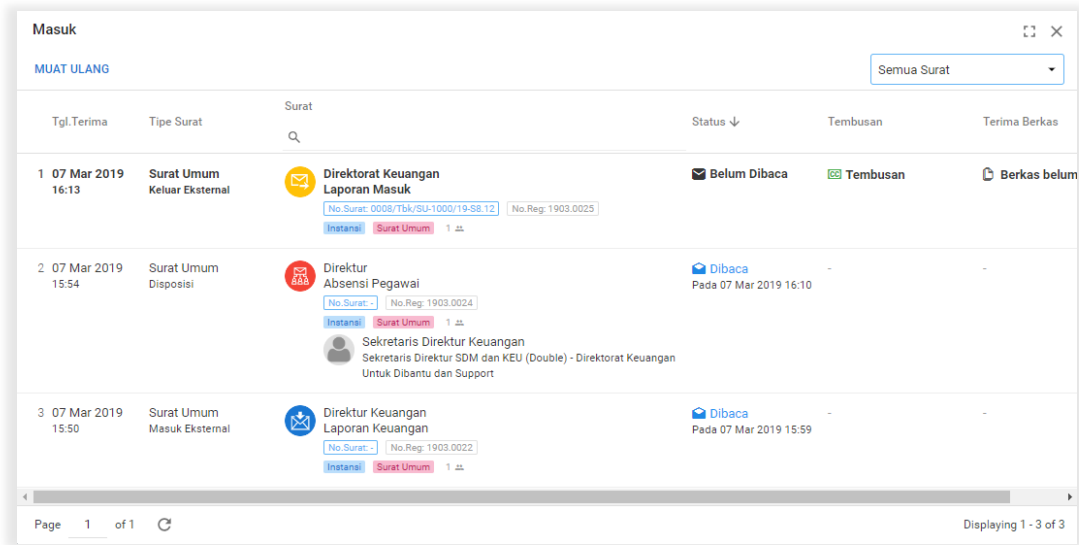 Masuk
MUAT ULANG
Semua Surat
Tgl.Terima Tipe Surat Surat Status Tembusan Terima Berkas
1 07 Mar 2019 Surat Umum Direktorat Keuangan Belum Dibaca CC Tembusan Berkas belum
16:13 Keluar Eksternal Laporan Masuk
No.Surat: 0008/Tbk/SU-1000/19-S8.12 No.Reg: 1903.0025
Instansi Surat Umum 1
2 07 Mar 2019 Surat Umum Direktur Dibaca - -
15:54 Disposisi Absensi Pegawai Pada 07 Mar 2019 16:10
No.Surat: - No.Reg: 1903.0024
Instansi Surat Umum 1
Sekretaris Direktur Keuangan
Sekretaris Direktur SDM dan KEU (Double) - Direktorat Keuangan
Untuk Dibantu dan Support
3 07 Mar 2019 Surat Umum Direktur Keuangan Dibaca - -
15:50 Masuk Eksternal Laporan Keuangan Pada 07 Mar 2019 15:59
No.Surat: - No.Reg: 1903.0022
Instansi Surat Umum 1
Page 1 of 1 Displaying 1 - 3 of 3